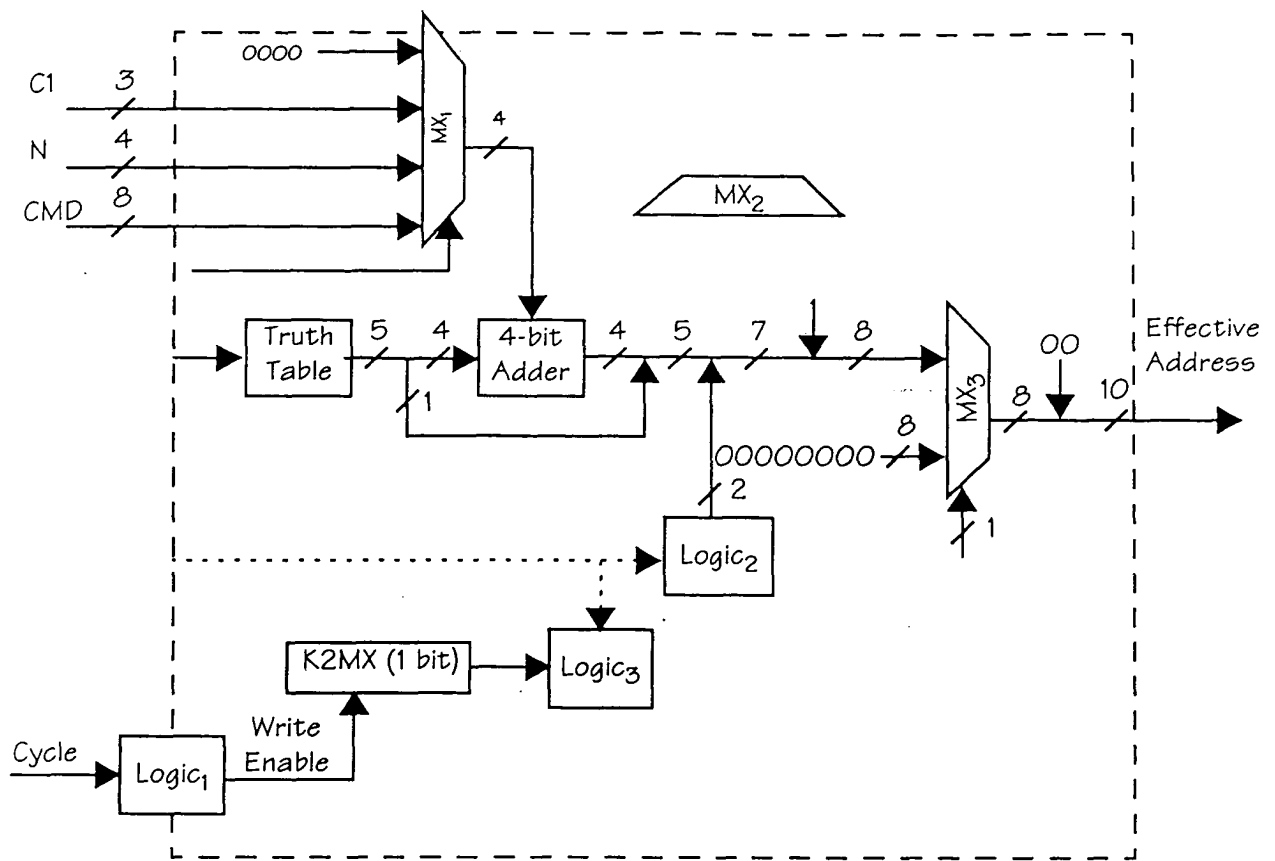 0000
C1
3
N
4
CMD
8
MX1
4
MX2
Truth
Table
5
4
1
4-bit
Adder
4
5
7
1
8
MX3
00000000
8
1
8
00
10
Effective
Address
2
Logic2
K2MX (1 bit)
Logic3
Cycle
Logic1
Write
Enable